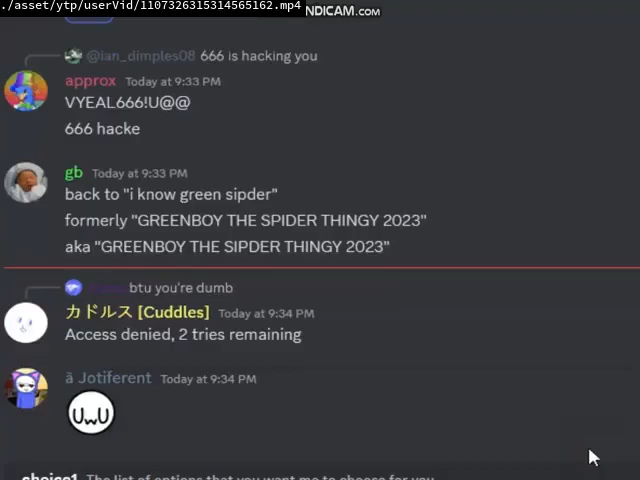 ./asset/ytp/userVid/1107326315314565162.mp4
NDICAM.COM
@ian_dimples08 666 is hacking you
approx Today at 9:33 PM
VYEAL666!U@@
666 hacke
gb Today at 9:33 PM
back to "i know green sipder"
formerly "GREENBOY THE SPIDER THINGY 2023"
aka "GREENBOY THE SIPDER THINGY 2023"
btu you're dumb
カドルス [Cuddles] Today at 9:34 PM
Access denied, 2 tries remaining
ä Jotiferent Today at 9:34 PM
UwU
choice1 The list of options that you want me to choose for you